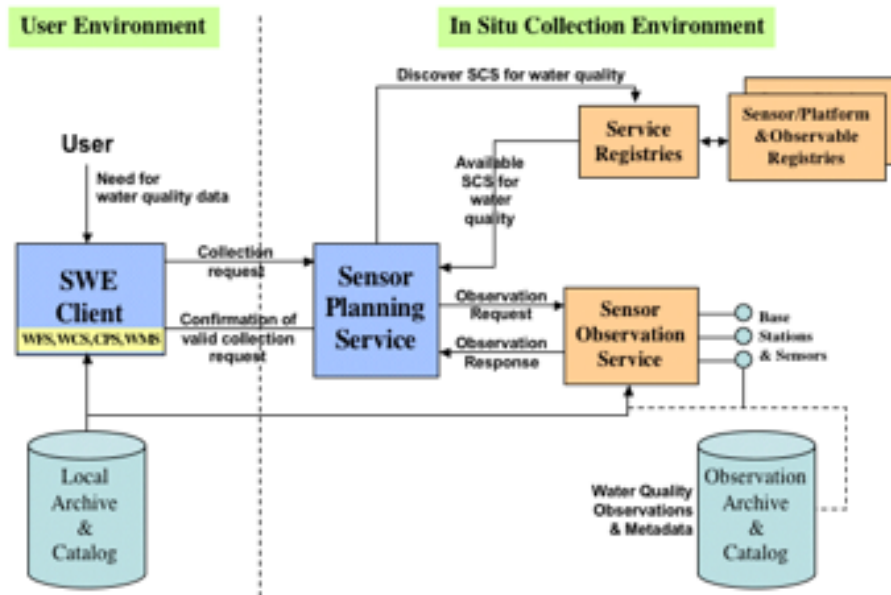 User Environment
In Situ Collection Environment
Discover SCS for water quality
User
Need for
water quality data
Service
Registries
Sensor/Platform
& Observable
Registries
Available
SCS for
water
quality
SWE
Client
WFS, WCS, CPS, WMS
Collection
request
Confirmation of
valid collection
request
Sensor
Planning
Service
Observation
Request
Observation
Response
Sensor
Observation
Service
Base
Stations
& Sensors
Local
Archive
&
Catalog
Water Quality
Observations
& Metadata
Observation
Archive
&
Catalog